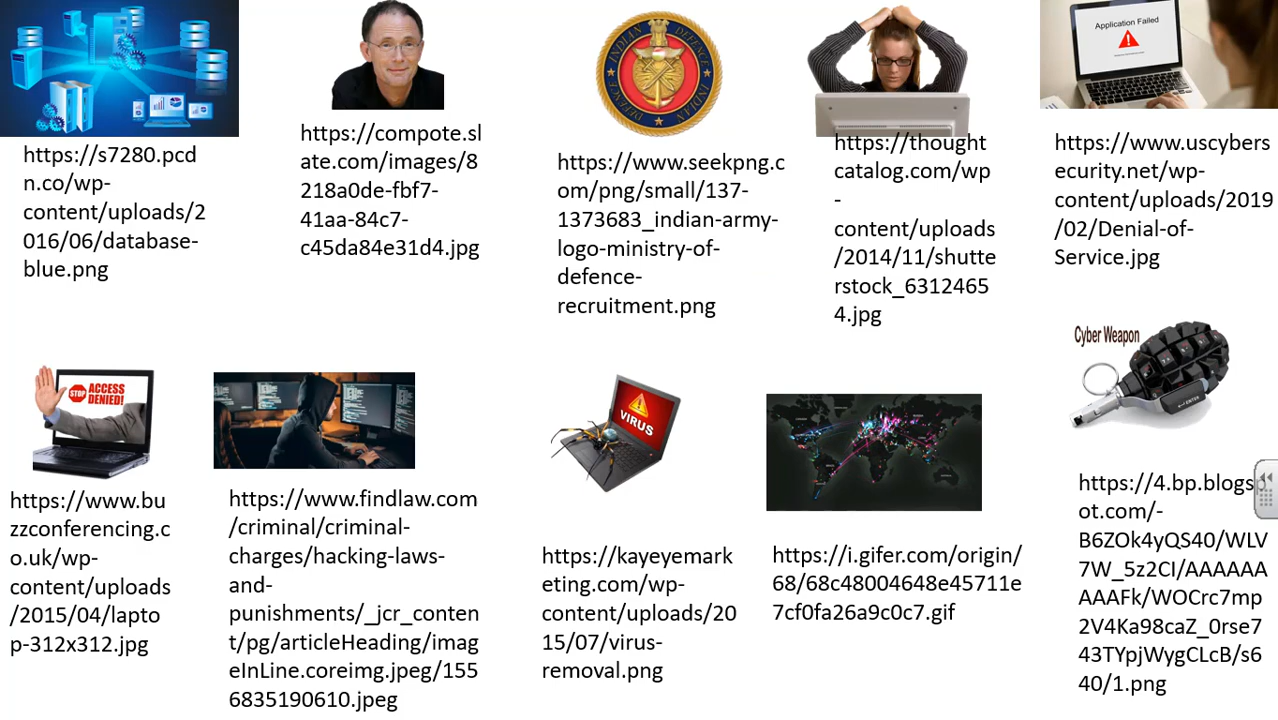 Application Failed
https://s7280.pcd
n.co/wp-
content/uploads/2
016/06/database-
blue.png
https://compote.sl
ate.com/images/8
218a0de-fbf7-
41aa-84c7-
c45da84e31d4.jpg
INDIAN DEFENCE
INDIAN DEFENCE
https://www.seekpng.c
om/png/small/137-
1373683_indian-army-
logo-ministry-of-
defence-
recruitment.png
https://thought
catalog.com/wp
-
content/uploads
/2014/11/shutte
rstock_6312465
4.jpg
https://www.uscybers
ecurity.net/wp-
content/uploads/2019
/02/Denial-of-
Service.jpg
STOP ACCESS
DENIED!
https://www.bu
zzconferencing.c
o.uk/wp-
content/uploads
/2015/04/lapto
p-312x312.jpg
https://www.findlaw.com
/criminal/criminal-
charges/hacking-laws-
and-
punishments/_jcr_conten
t/pg/articleHeading/imag
eInLine.coreimg.jpeg/155
6835190610.jpeg
VIRUS
https://kayeyemark
eting.com/wp-
content/uploads/20
15/07/virus-
removal.png
https://i.gifer.com/origin/
68/68c48004648e45711e
7cf0fa26a9c0c7.gif
Cyber Weapon
ENTER
https://4.bp.blogsp
ot.com/-
B6ZOk4yQS40/WLV
7W_5z2CI/AAAAAA
AAAFk/WOCrc7mp
2V4Ka98caZ_0rse7
43TYpjWygCLcB/s6
40/1.png